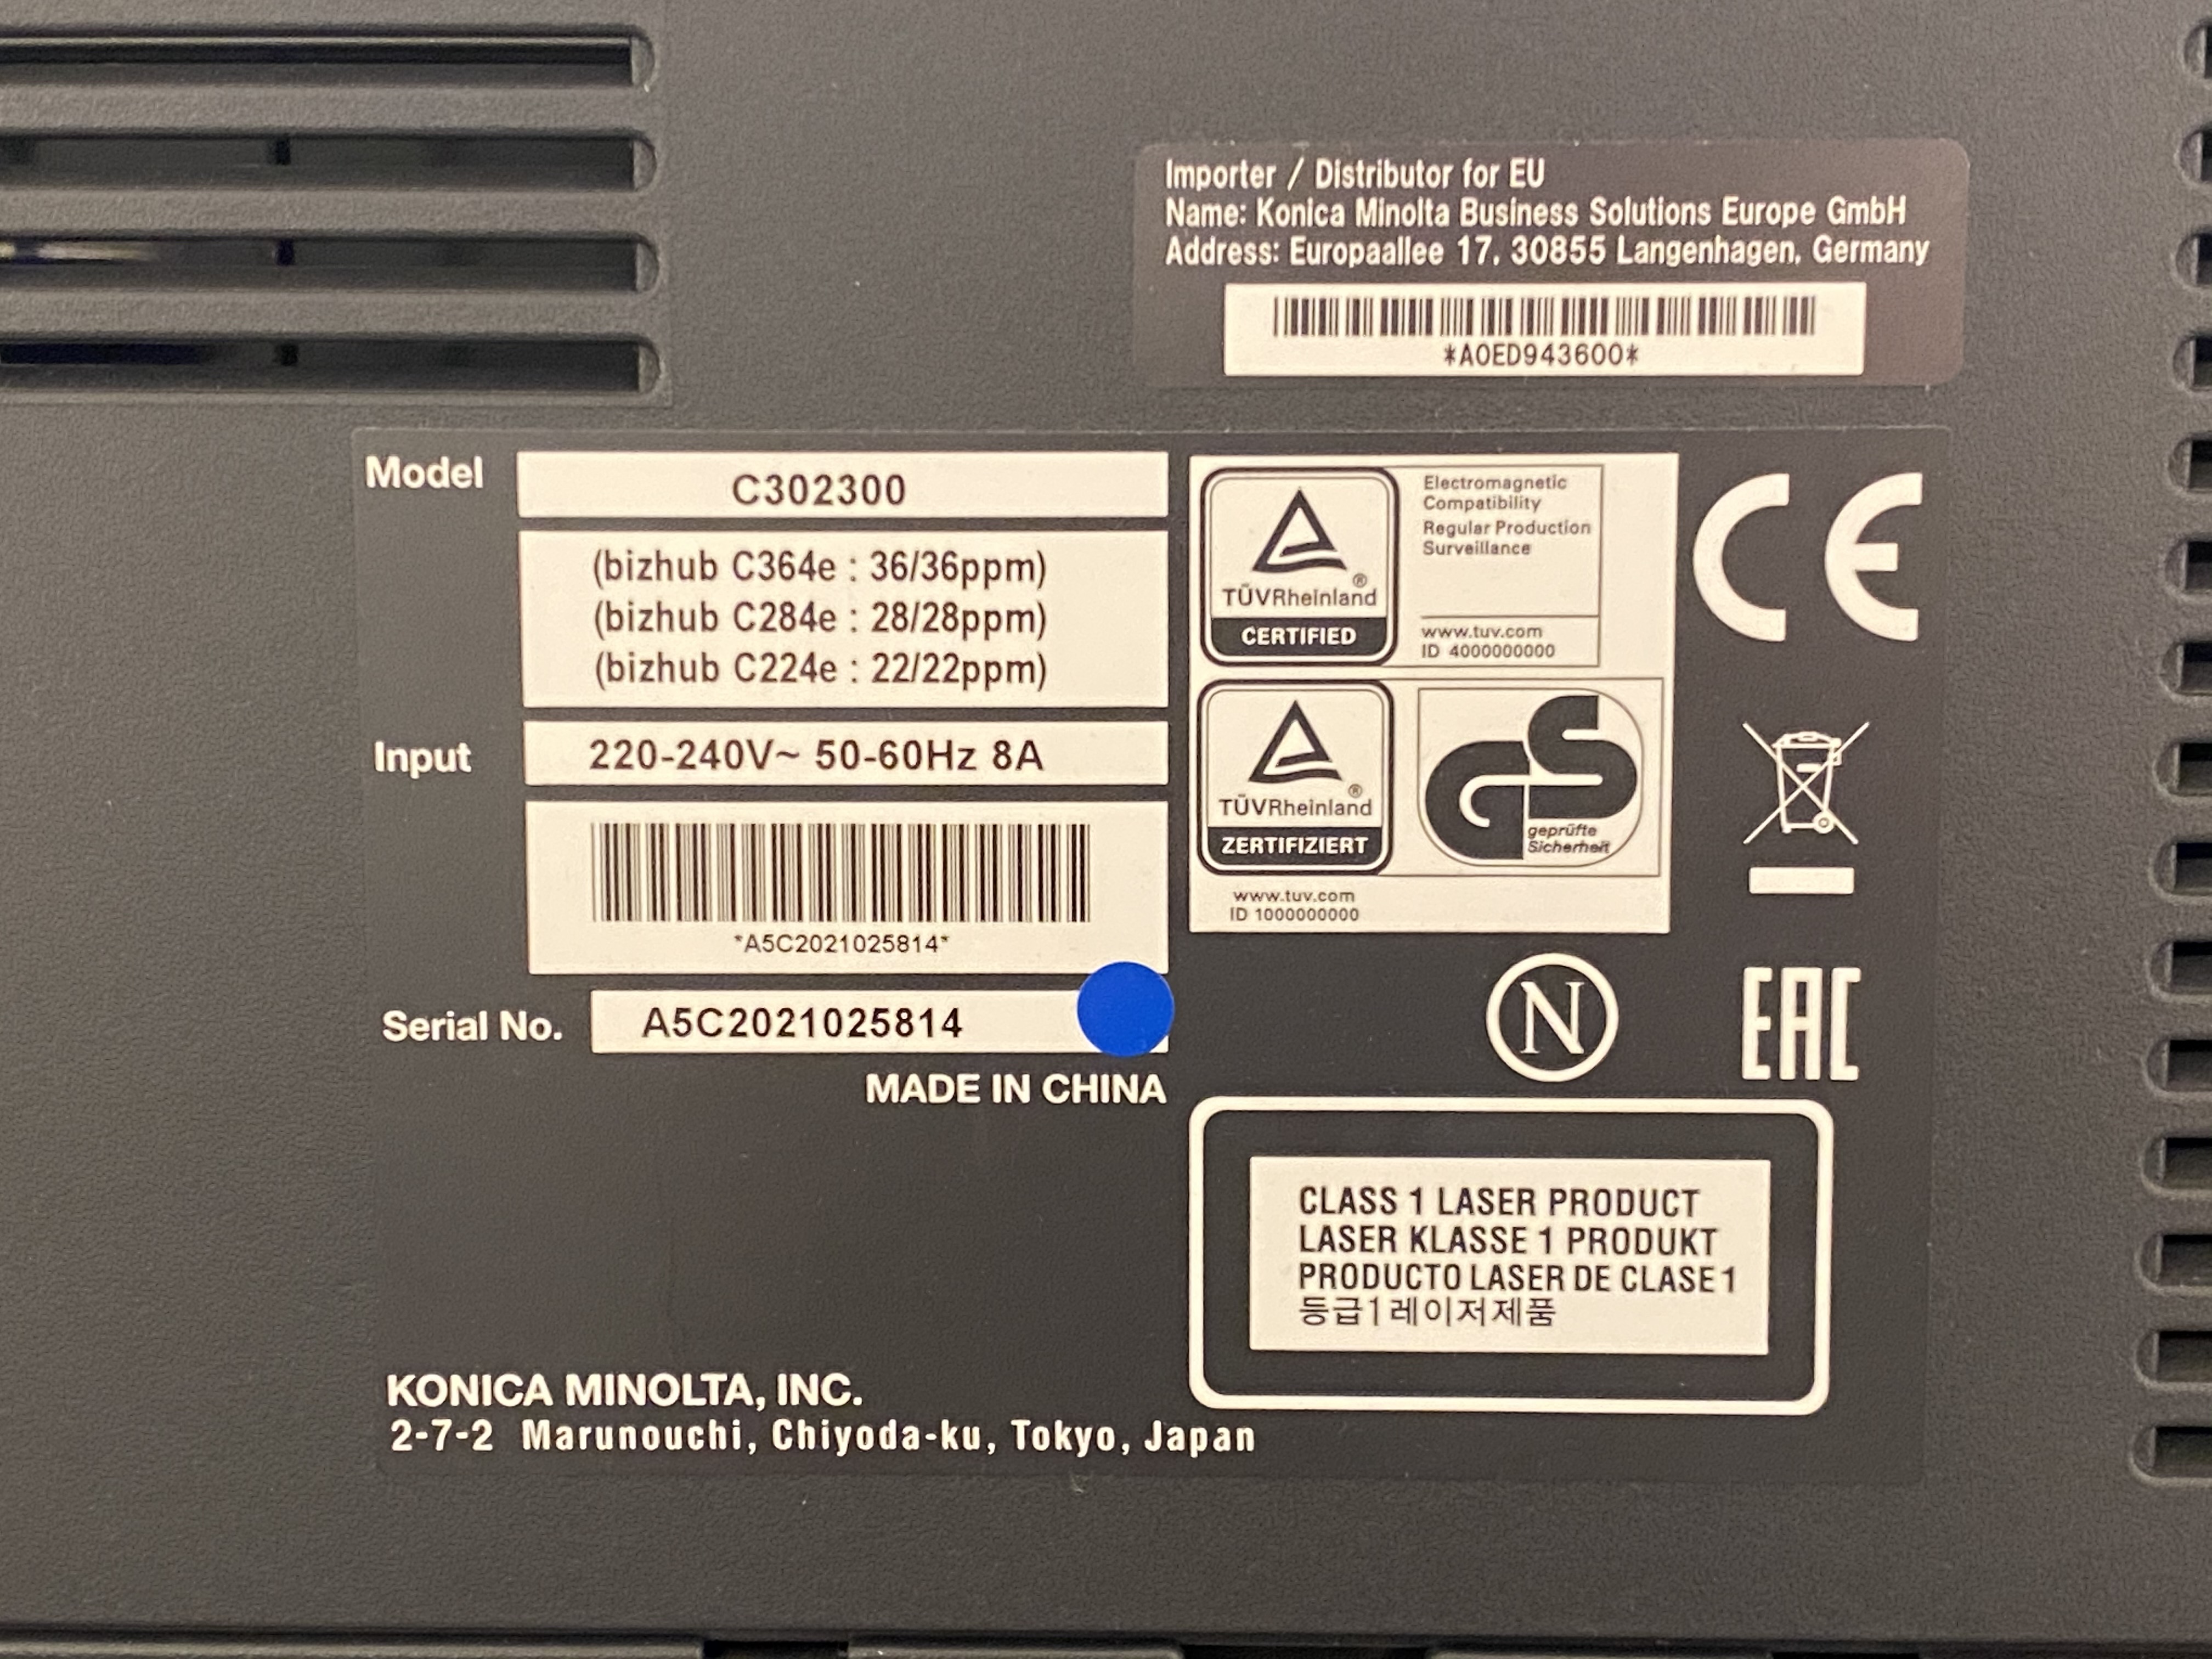 Importer / Distributor for EU
Name: Konica Minolta Business Solutions Europe GmbH
Address: Europaallee 17, 30855 Langenhagen, Germany
*A0ED943600*
Model
C302300
(bizhub C364e : 36/36ppm)
(bizhub C284e : 28/28ppm)
(bizhub C224e : 22/22ppm)
Input
220-240V~ 50-60Hz 8A
*A5C2021025814*
Serial No.
A5C2021025814
MADE IN CHINA
TÜVRheinland®
CERTIFIED
Electromagnetic
Compatibility
Regular Production
Surveillance
www.tuv.com
ID 4000000000
TÜVRheinland®
ZERTIFIZIERT
GS
geprüfte
Sicherheit
www.tuv.com
ID 1000000000
CE
N
EAC
CLASS 1 LASER PRODUCT
LASER KLASSE 1 PRODUKT
PRODUCTO LASER DE CLASE 1
등급1레이저제품
KONICA MINOLTA, INC.
2-7-2 Marunouchi, Chiyoda-ku, Tokyo, Japan